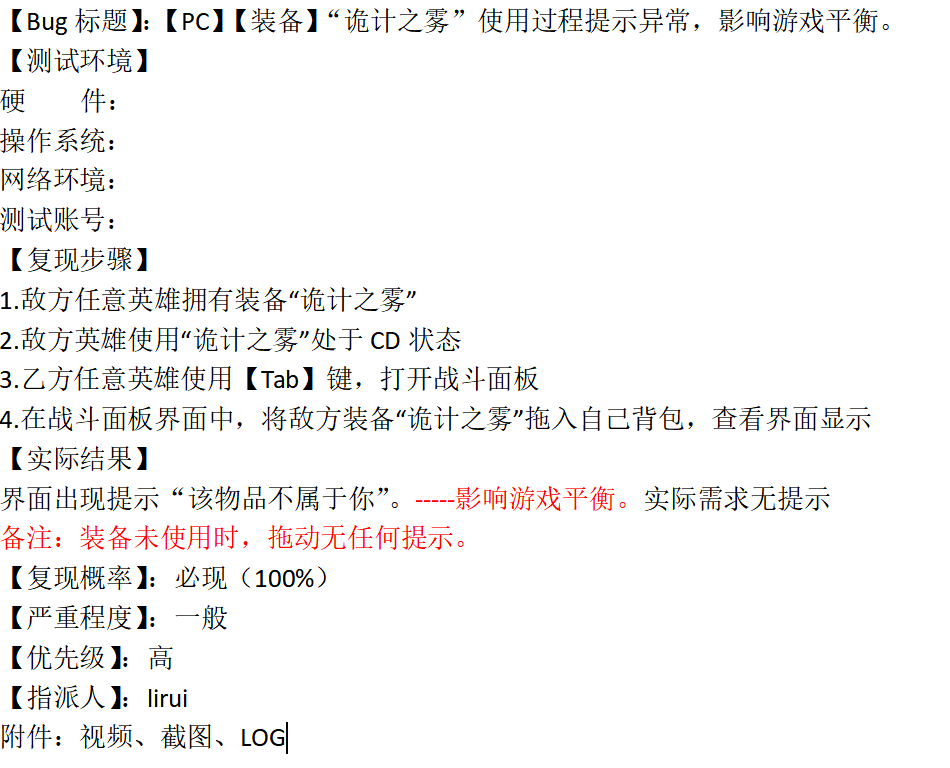 【Bug 标题】：【PC】【装备】“诡计之雾”使用过程提示异常，影响游戏平衡。
【测试环境】
硬　　件：
操作系统：
网络环境：
测试账号：
【复现步骤】
1.敌方任意英雄拥有装备“诡计之雾”
2.敌方英雄使用“诡计之雾”处于 CD 状态
3.乙方任意英雄使用【Tab】键，打开战斗面板
4.在战斗面板界面中，将敌方装备“诡计之雾”拖入自己背包，查看界面显示
【实际结果】
界面出现提示“该物品不属于你”。-----影响游戏平衡。实际需求无提示
备注：装备未使用时，拖动无任何提示。
【复现概率】：必现（100%）
【严重程度】：一般
【优先级】：高
【指派人】：lirui
附件：视频、截图、LOG